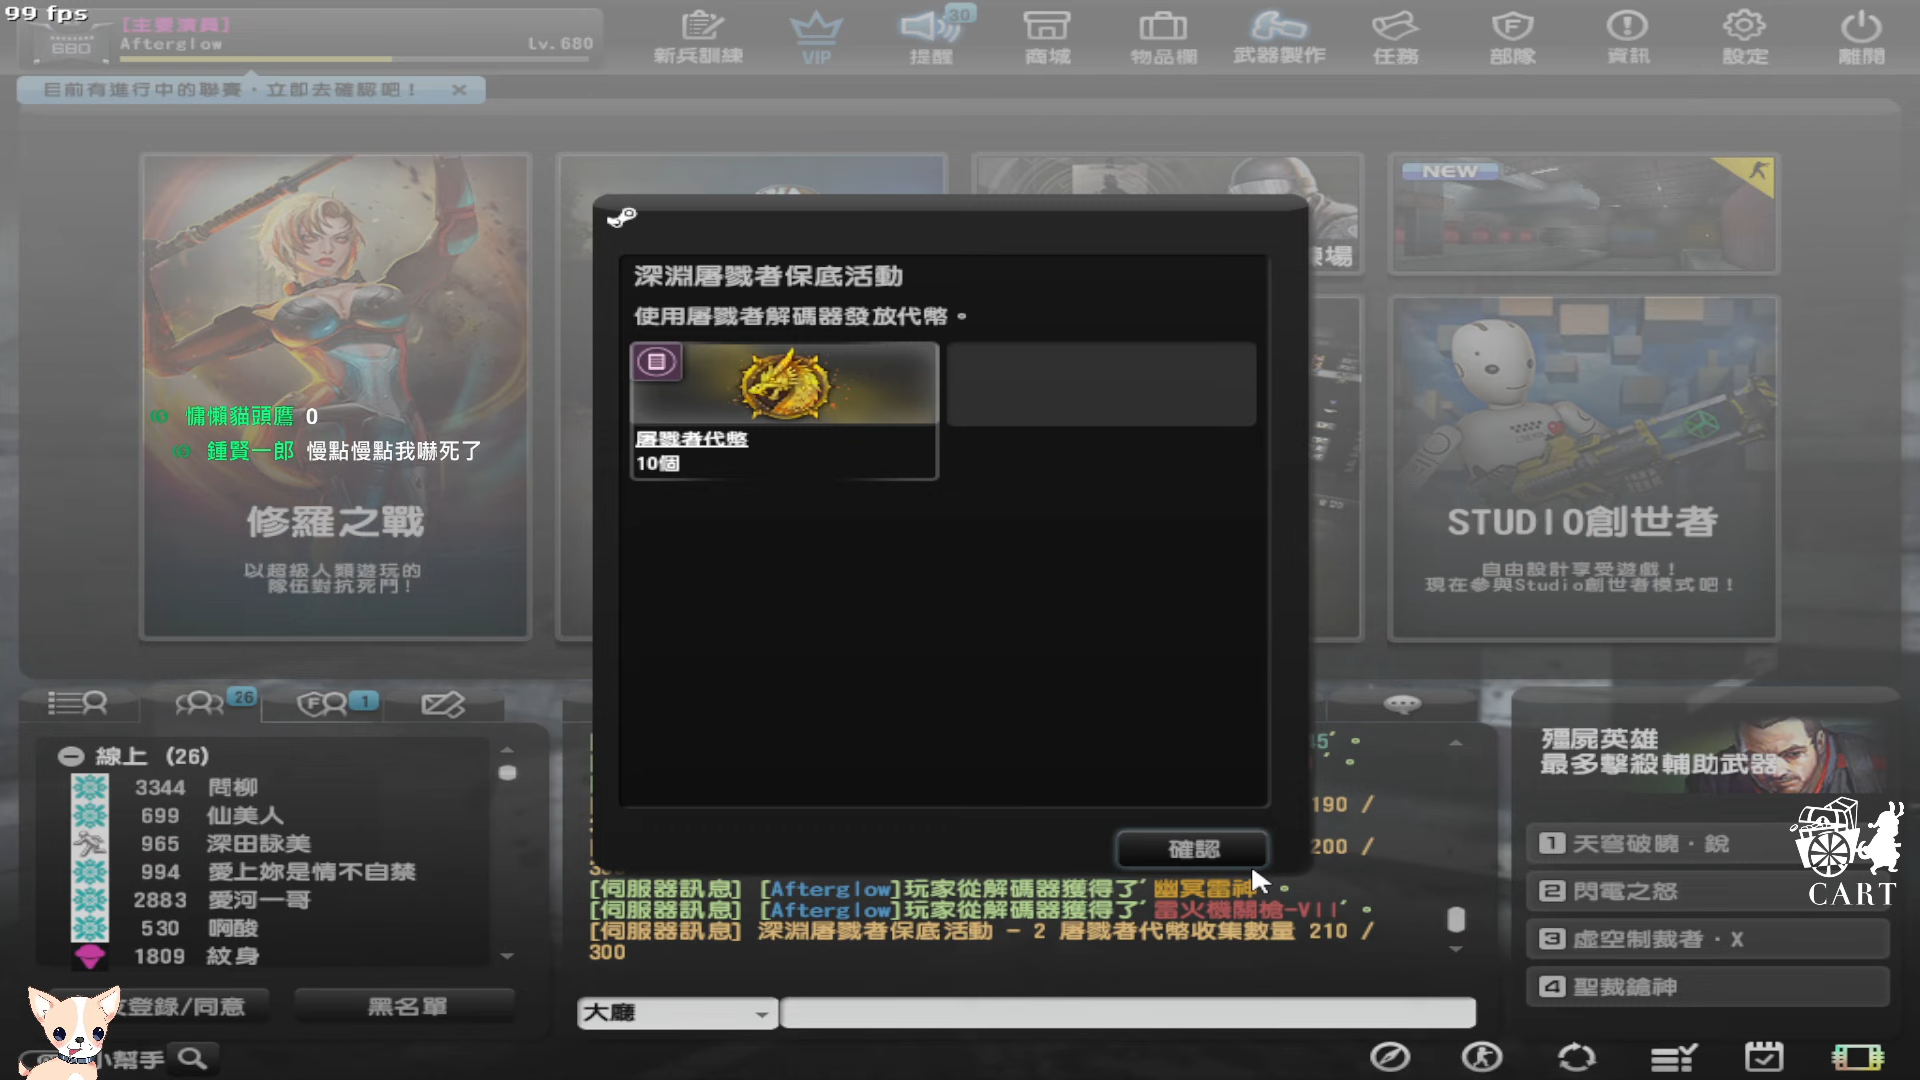 99 fps
[主要演員]
680
Afterglow
Lv.680
新兵訓練
VIP
30
提醒
商城
物品欄
武器製作
任務
部隊
資訊
設定
離開
目前有進行中的聯賽，立即去確認吧！
NEW
深淵屠戮者保底活動
使用屠戮者解碼器發放代幣。
屠戮者代幣
10個
確認
慵懶貓頭鷹 0
鍾賢一郎 慢點慢點我嚇死了
修羅之戰
以超級人類遊玩的
隊伍對抗死鬥！
STUDIO創世者
自由設計享受遊戲！
現在參與Studio創世者模式吧！
26
1
線上 (26)
3344 問柳
699 仙美人
965 深田詠美
994 愛上妳是情不自禁
2883 愛河一哥
530 啊酸
1809 紋身
登錄/同意
黑名單
小幫手
190 /
200 /
[伺服器訊息] [Afterglow]玩家從解碼器獲得了'幽冥雷神'。
[伺服器訊息] [Afterglow]玩家從解碼器獲得了'雷火機關槍-VII'。
[伺服器訊息] 深淵屠戮者保底活動 - 2 屠戮者代幣收集數量 210 /
300
大廳
殭屍英雄
最多擊殺輔助武器
1 天穹破曉．銳
2 閃電之怒
3 虛空制裁者．X
4 聖裁鎗神
CART